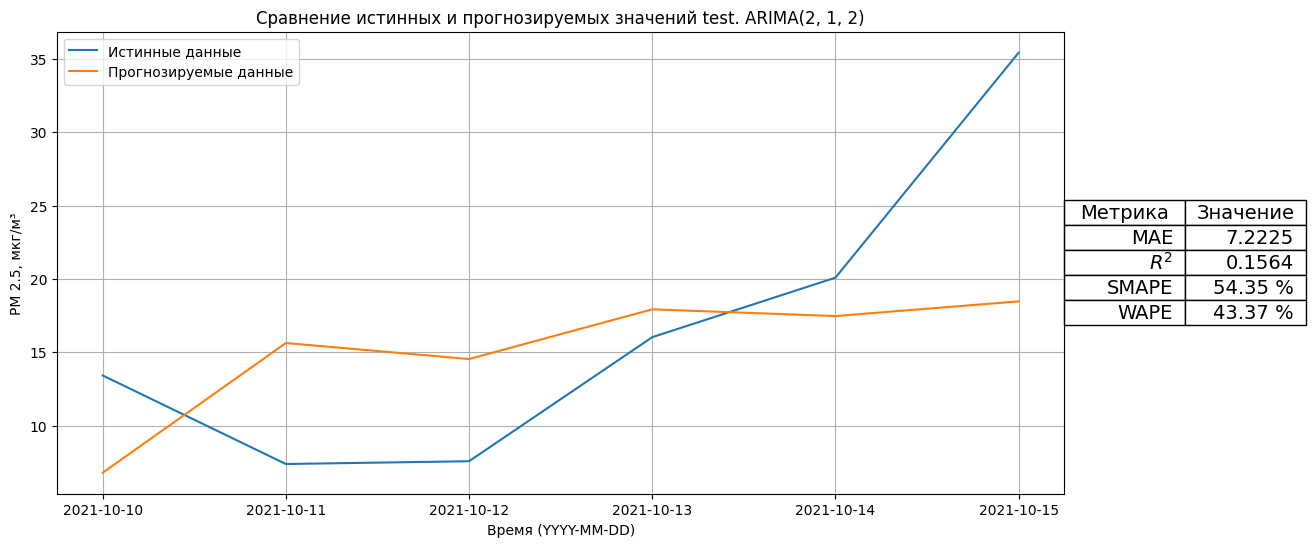 Сравнение истинных и прогнозируемых значений test. ARIMA(2, 1, 2)
Истинные данные
Прогнозируемые данные
35
30
25
20
15
10
PM 2.5, мкг/м³
2021-10-10 2021-10-11 2021-10-12 2021-10-13 2021-10-14 2021-10-15
Время (YYYY-MM-DD)
Метрика Значение
MAE 7.2225
R² 0.1564
SMAPE 54.35 %
WAPE 43.37 %